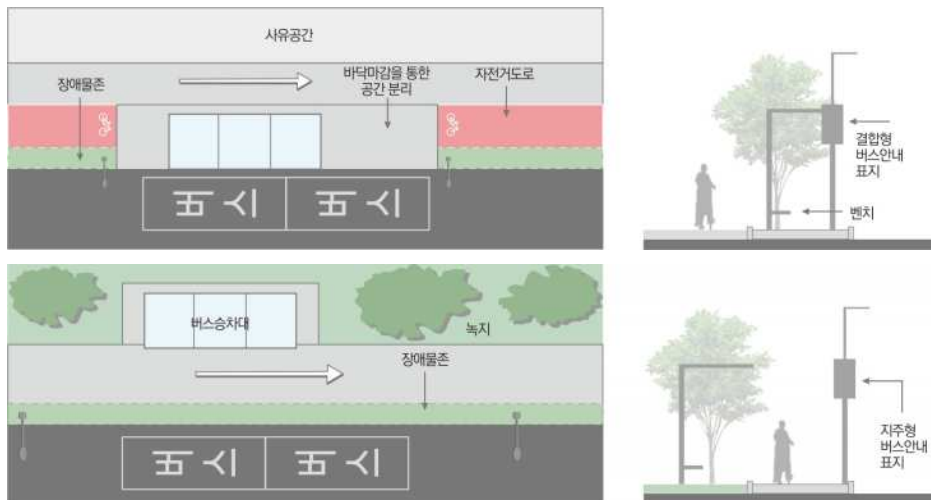 사유공간
장애물존
바닥마감을 통한
공간 분리
자전거도로
버스
버스
결합형
버스안내
표지
벤치
버스승차대
녹지
장애물존
버스
버스
지주형
버스안내
표지